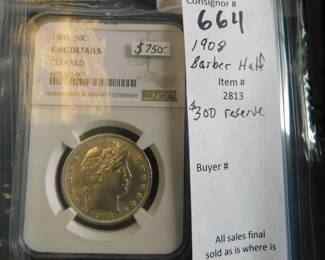 1908 50C
UNC DETAILS
CLEANED
NGC
$750-
Consignor #
664
1908
Barber Half
Item #
2813
$300 reserve
Buyer #
All sales final
sold as is where is